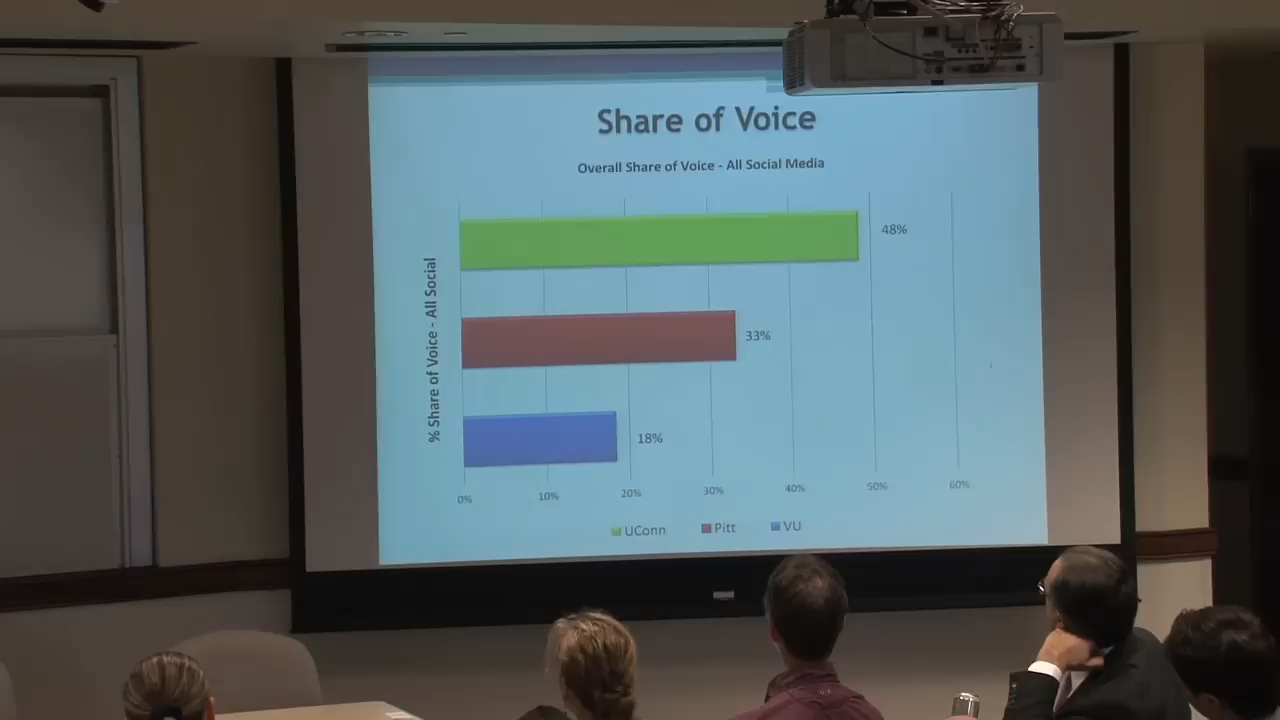 Share of Voice
Overall Share of Voice - All Social Media
% Share of Voice - All Social
48%
33%
18%
0% 10% 20% 30% 40% 50% 60%
UConn Pitt VU